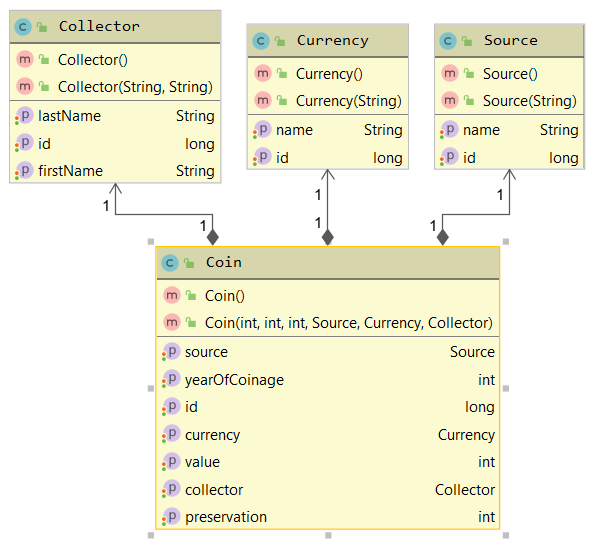 C Collector
m Collector()
m Collector(String, String)
p lastName String
p id long
p firstName String
C Currency
m Currency()
m Currency(String)
p name String
p id long
C Source
m Source()
m Source(String)
p name String
p id long
1
1
1
1
1
1
C Coin
m Coin()
m Coin(int, int, int, Source, Currency, Collector)
p source Source
p yearOfCoinage int
p id long
p currency Currency
p value int
p collector Collector
p preservation int